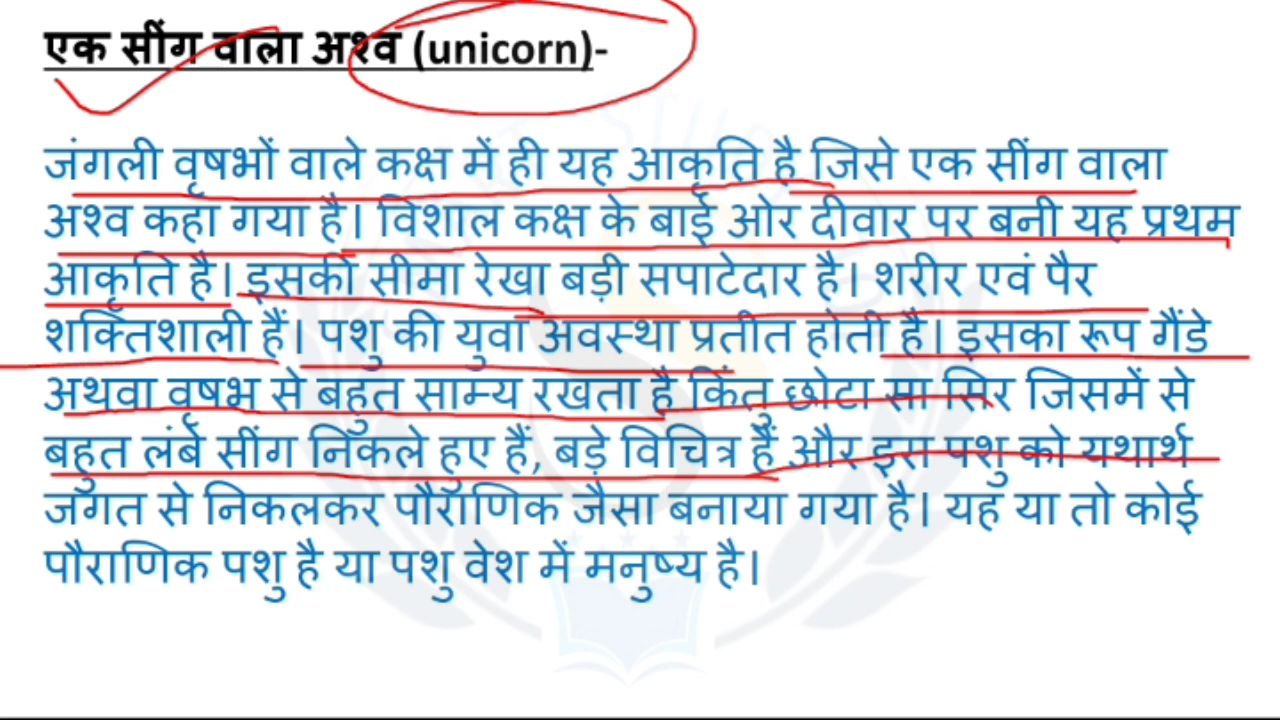 एक सींग वाला अश्व (unicorn)-
जंगली वृषभों वाले कक्ष में ही यह आकृति है जिसे एक सींग वाला
अश्व कहा गया है। विशाल कक्ष के बाई ओर दीवार पर बनी यह प्रथम
आकृति है। इसकी सीमा रेखा बड़ी सपाटेदार है। शरीर एवं पैर
शक्तिशाली हैं। पशु की युवा अवस्था प्रतीत होती है। इसका रूप गैंडे
अथवा वृषभ से बहुत साम्य रखता है किंतु छोटा सा सिर जिसमें से
बहुत लंबे सींग निकले हुए हैं, बड़े विचित्र हैं और इस पशु को यथार्थ
जगत से निकलकर पौराणिक जैसा बनाया गया है। यह या तो कोई
पौराणिक पशु है या पशु वेश में मनुष्य है।